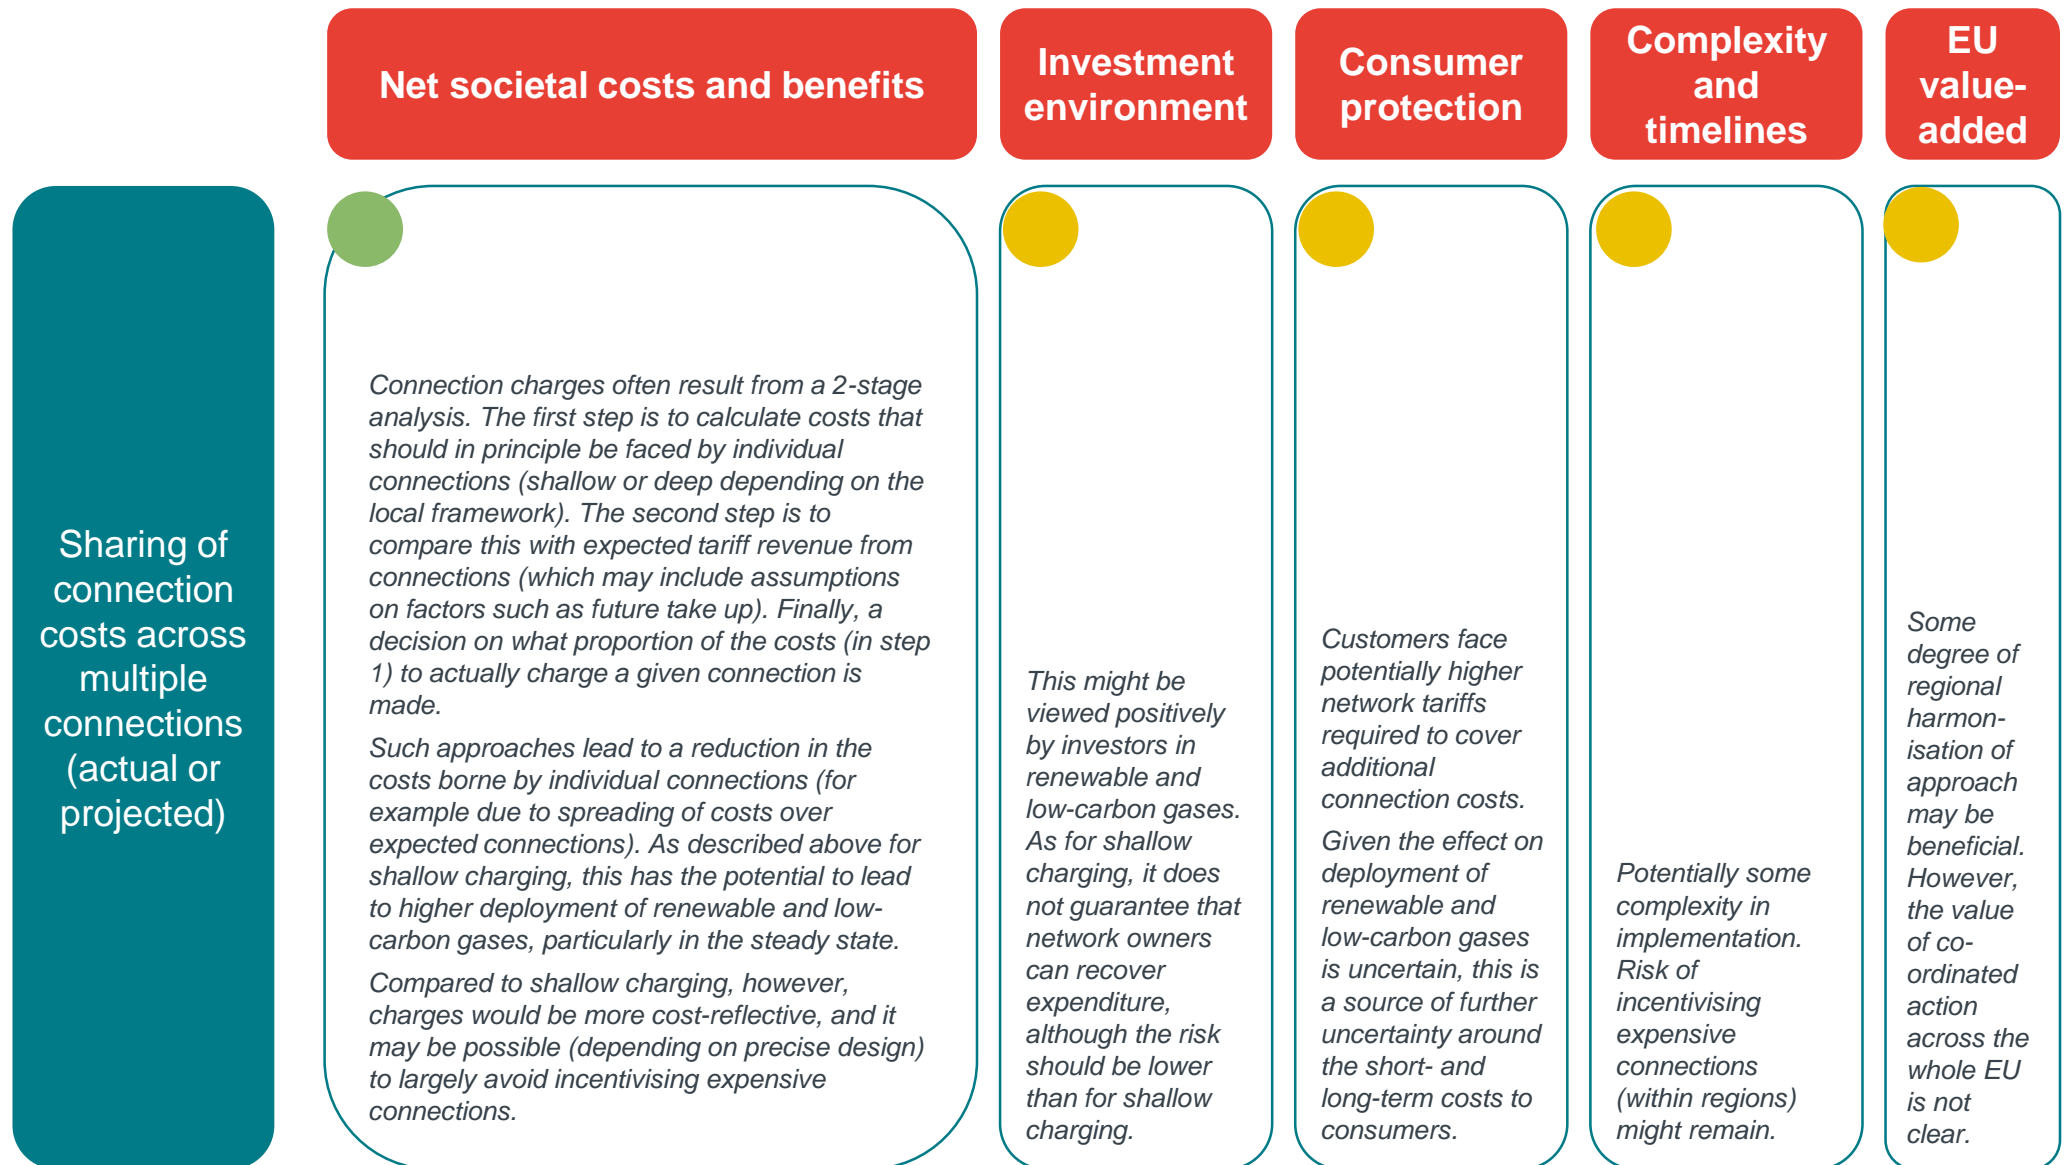 Net societal costs and benefits
Investment
environment
Consumer
protection
Complexity
and
timelines
EU
value-
added
Sharing of
connection
costs across
multiple
connections
(actual or
projected)
Connection charges often result from a 2-stage
analysis. The first step is to calculate costs that
should in principle be faced by individual
connections (shallow or deep depending on the
local framework). The second step is to
compare this with expected tariff revenue from
connections (which may include assumptions
on factors such as future take up). Finally, a
decision on what proportion of the costs (in step
1) to actually charge a given connection is
made.
Such approaches lead to a reduction in the
costs borne by individual connections (for
example due to spreading of costs over
expected connections). As described above for
shallow charging, this has the potential to lead
to higher deployment of renewable and low-
carbon gases, particularly in the steady state.
Compared to shallow charging, however,
charges would be more cost-reflective, and it
may be possible (depending on precise design)
to largely avoid incentivising expensive
connections.
This might be
viewed positively
by investors in
renewable and
low-carbon gases.
As for shallow
charging, it does
not guarantee that
network owners
can recover
expenditure,
although the risk
should be lower
than for shallow
charging.
Customers face
potentially higher
network tariffs
required to cover
additional
connection costs.
Given the effect on
deployment of
renewable and
low-carbon gases
is uncertain, this is
a source of further
uncertainty around
the short- and
long-term costs to
consumers.
Potentially some
complexity in
implementation.
Risk of
incentivising
expensive
connections
(within regions)
might remain.
Some
degree of
regional
harmon-
isation of
approach
may be
beneficial.
However,
the value
of co-
ordinated
action
across the
whole EU
is not
clear.